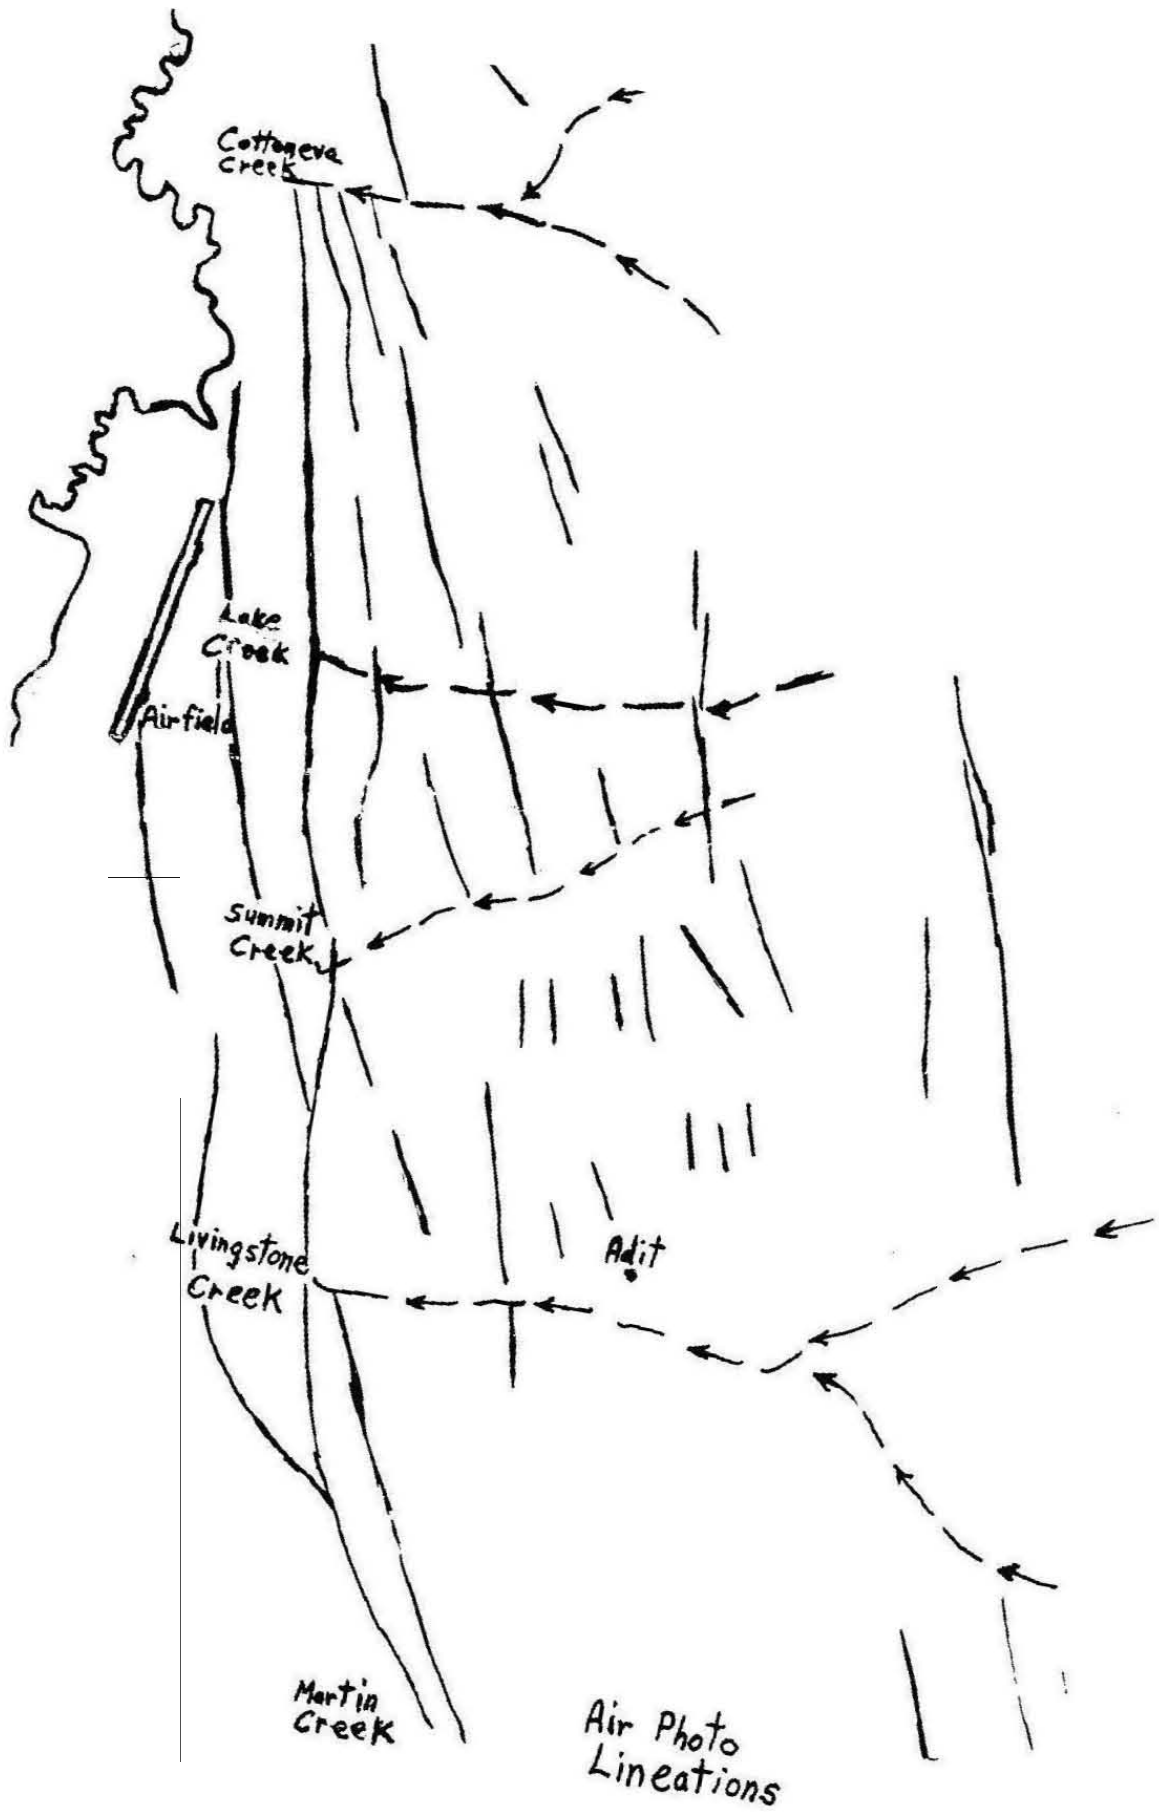 Cottoneva
Creek
Lake
Creek
Airfield
Summit
Creek
Livingstone
Creek
Adit
Martin
Creek
Air Photo
Lineations